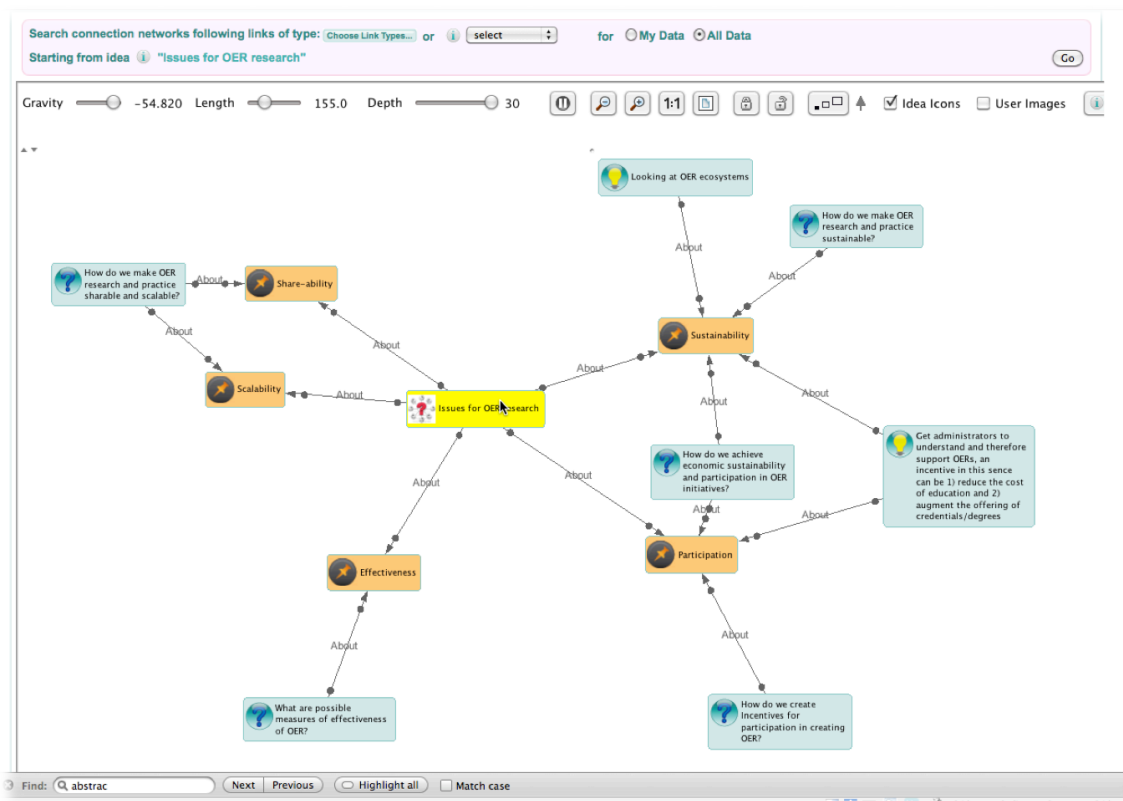 Search connection networks following links of type: Choose Link Types... or select for My Data All Data
Starting from idea "Issues for OER research"
Go
Gravity -54.820 Length 155.0 Depth 30 1:1 Idea Icons User Images
Looking at OER ecosystems
How do we make OER
research and practice
sustainable?
About
About
How do we make OER
research and practice
sharable and scalable?
About
Share-ability
About
About
Sustainability
About
Scalability
About
Issues for OER research
About
About
Get administrators to
understand and therefore
support OERs, an
incentive in this sence
can be 1) reduce the cost
of education and 2)
augment the offering of
credentials/degrees
How do we achieve
economic sustainability
and participation in OER
initiatives?
About
About
About
About
Participation
Effectiveness
About
About
What are possible
measures of effectiveness
of OER?
How do we create
Incentives for
participation in creating
OER?
Find: abstrac Next Previous Highlight all Match case